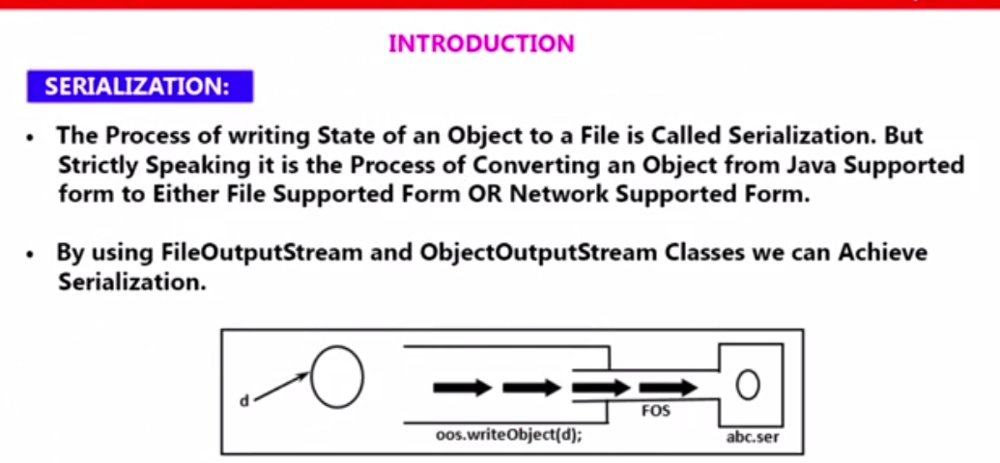 INTRODUCTION
SERIALIZATION:
• The Process of writing State of an Object to a File is Called Serialization. But
Strictly Speaking it is the Process of Converting an Object from Java Supported
form to Either File Supported Form OR Network Supported Form.
• By using FileOutputStream and ObjectOutputStream Classes we can Achieve
Serialization.
d
FOS
oos.writeObject(d);
abc.ser